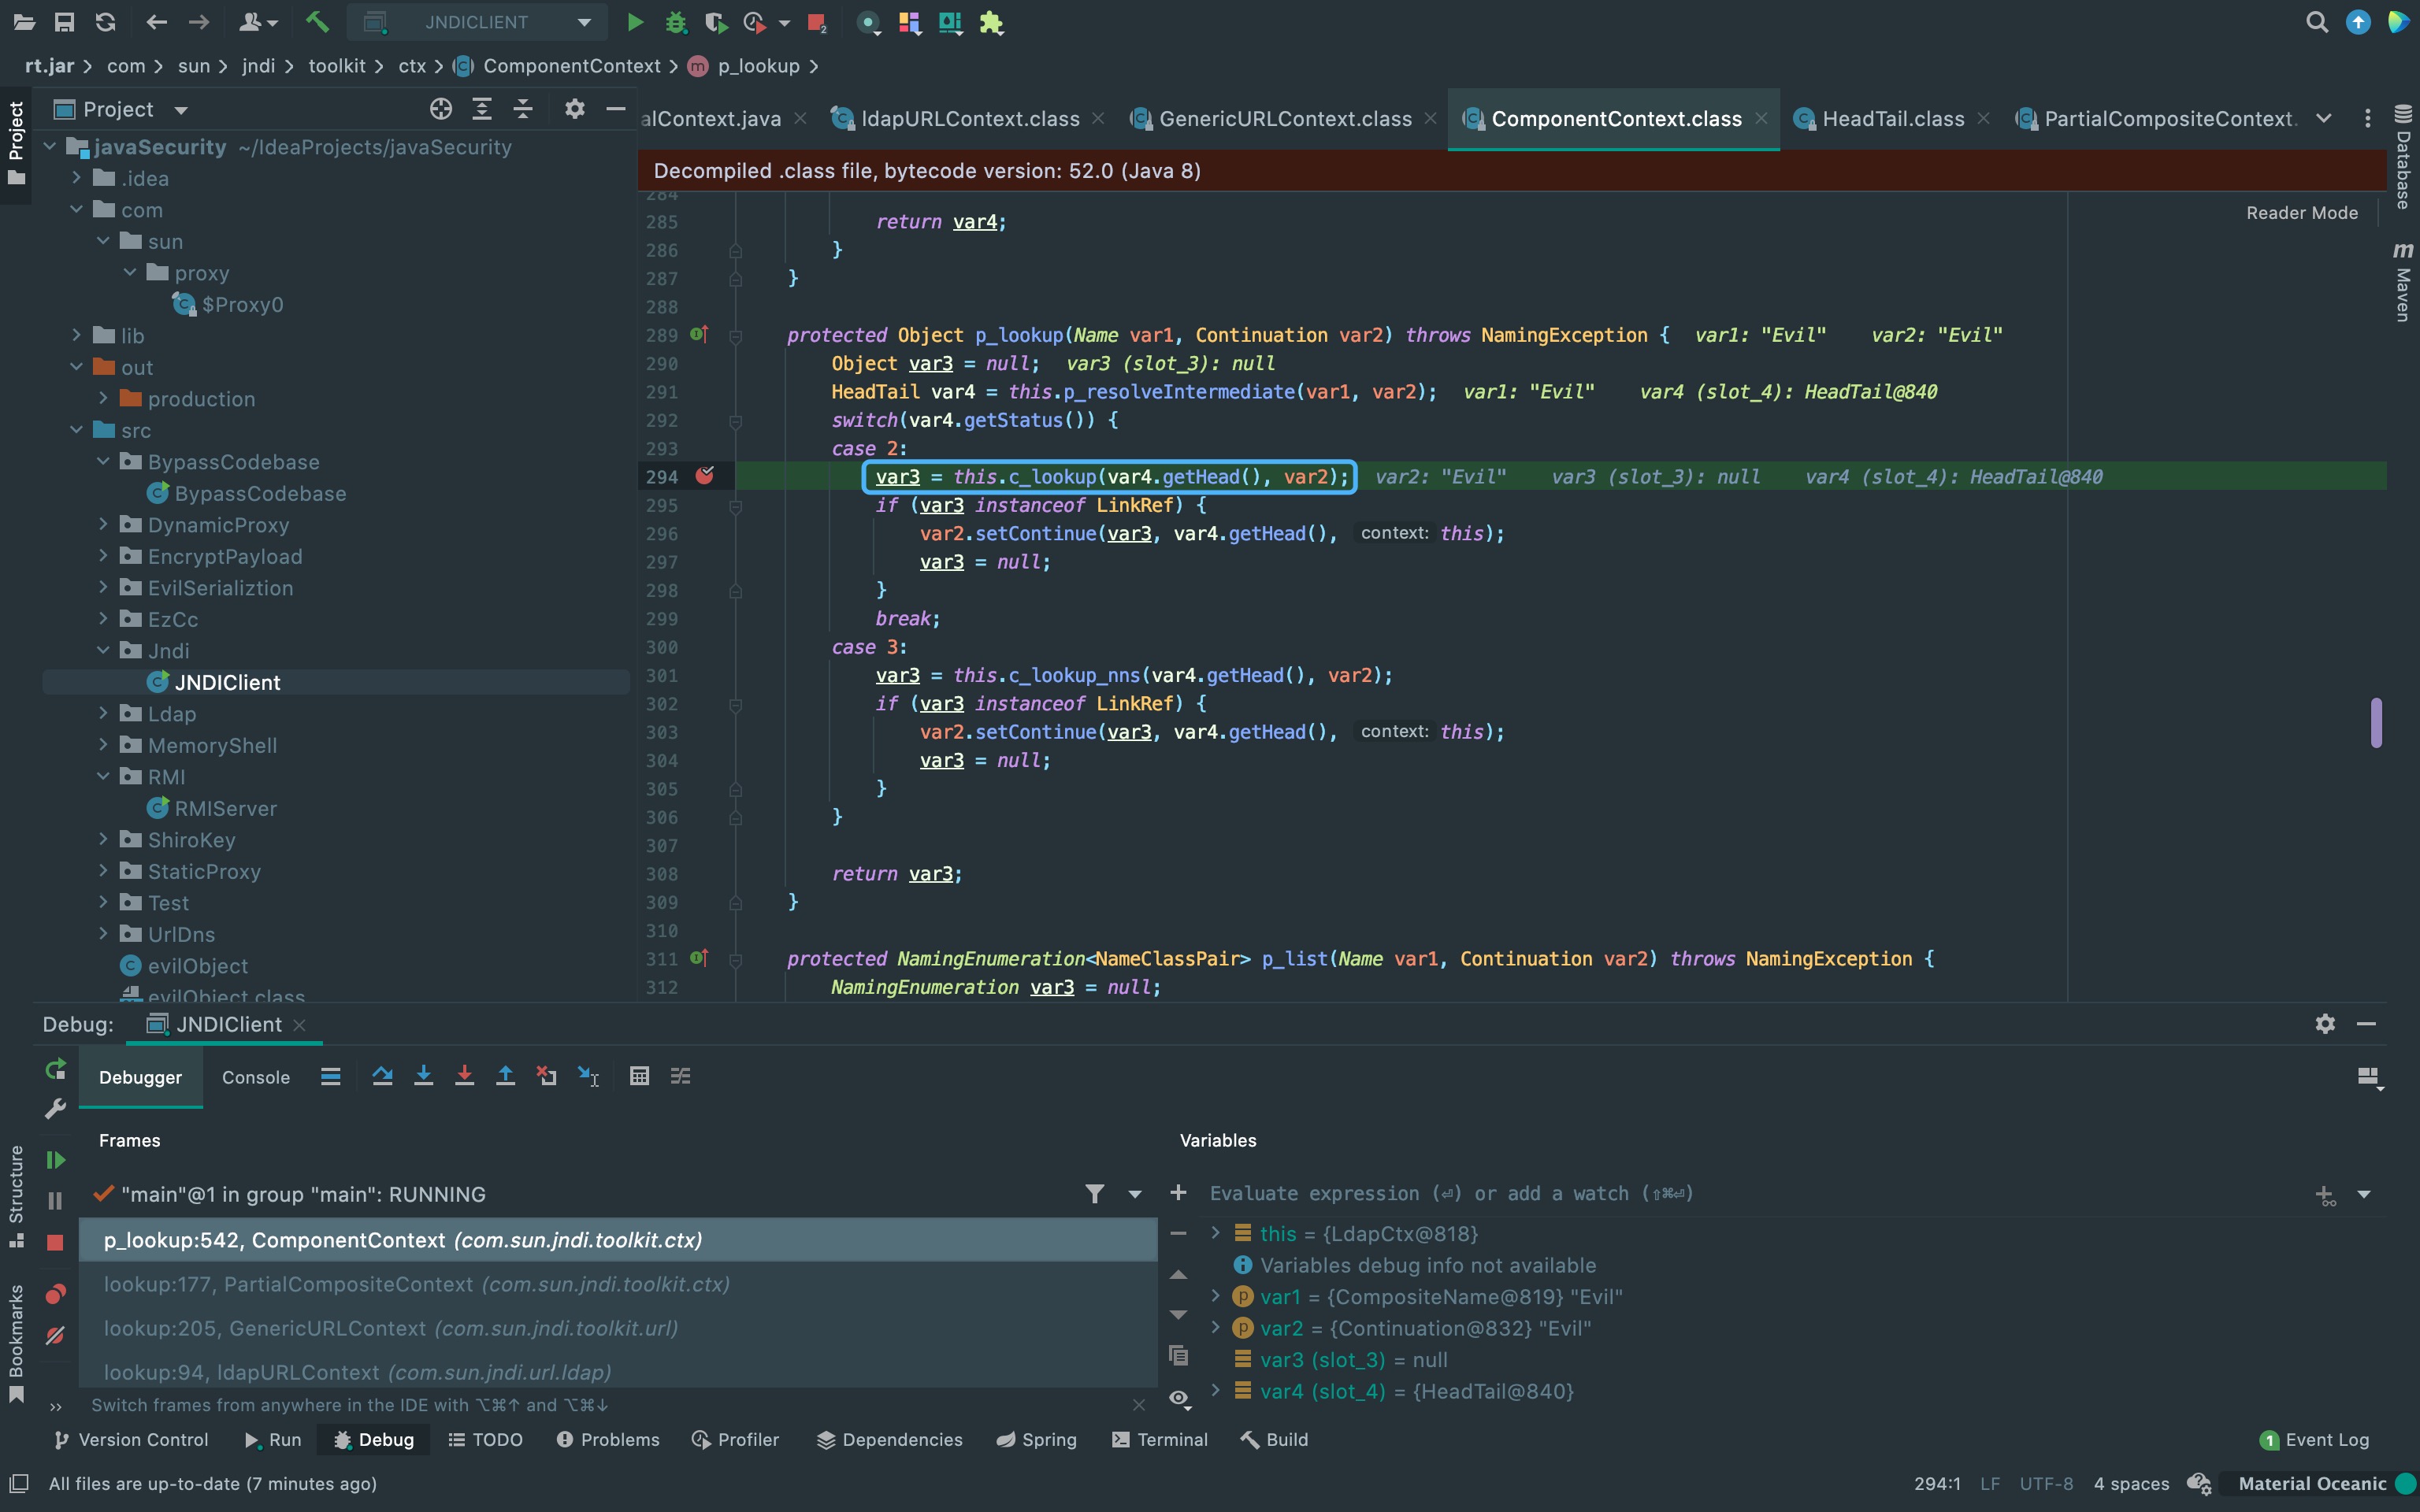 JNDICLIENT
2
rt.jar > com > sun > jndi > toolkit > ctx > ComponentContext > p_lookup >
Project
Project
alContext.java
ldapURLContext.class
GenericURLContext.class
ComponentContext.class
HeadTail.class
PartialCompositeContext.
Database
Maven
Decompiled .class file, bytecode version: 52.0 (Java 8)
Reader Mode
javaSecurity ~/IdeaProjects/javaSecurity
.idea
com
sun
proxy
$Proxy0
lib
out
production
src
BypassCodebase
BypassCodebase
DynamicProxy
EncryptPayload
EvilSerializtion
EzCc
Jndi
JNDIClient
Ldap
MemoryShell
RMI
RMIServer
ShiroKey
StaticProxy
Test
UrlDns
evilObject
evilObject.class
284
285 return var4;
286 }
287 }
288
289 protected Object p_lookup(Name var1, Continuation var2) throws NamingException { var1: "Evil" var2: "Evil"
290 Object var3 = null; var3 (slot_3): null
291 HeadTail var4 = this.p_resolveIntermediate(var1, var2); var1: "Evil" var4 (slot_4): HeadTail@840
292 switch(var4.getStatus()) {
293 case 2:
294 var3 = this.c_lookup(var4.getHead(), var2); var2: "Evil" var3 (slot_3): null var4 (slot_4): HeadTail@840
295 if (var3 instanceof LinkRef) {
296 var2.setContinue(var3, var4.getHead(), context: this);
297 var3 = null;
298 }
299 break;
300 case 3:
301 var3 = this.c_lookup_nns(var4.getHead(), var2);
302 if (var3 instanceof LinkRef) {
303 var2.setContinue(var3, var4.getHead(), context: this);
304 var3 = null;
305 }
306 }
307
308 return var3;
309 }
310
311 protected NamingEnumeration<NameClassPair> p_list(Name var1, Continuation var2) throws NamingException {
312 NamingEnumeration var3 = null;
Debug: JNDIClient
Debugger
Console
Structure
Bookmarks
Frames
"main"@1 in group "main": RUNNING
p_lookup:542, ComponentContext (com.sun.jndi.toolkit.ctx)
lookup:177, PartialCompositeContext (com.sun.jndi.toolkit.ctx)
lookup:205, GenericURLContext (com.sun.jndi.toolkit.url)
lookup:94, ldapURLContext (com.sun.jndi.url.ldap)
Switch frames from anywhere in the IDE with ⌥⌘↑ and ⌥⌘↓
Variables
Evaluate expression (⏎) or add a watch (⇧⌘⏎)
this = {LdapCtx@818}
Variables debug info not available
var1 = {CompositeName@819} "Evil"
var2 = {Continuation@832} "Evil"
var3 (slot_3) = null
var4 (slot_4) = {HeadTail@840}
Version Control
Run
Debug
TODO
Problems
Profiler
Dependencies
Spring
Terminal
Build
1 Event Log
All files are up-to-date (7 minutes ago)
294:1 LF UTF-8 4 spaces Material Oceanic